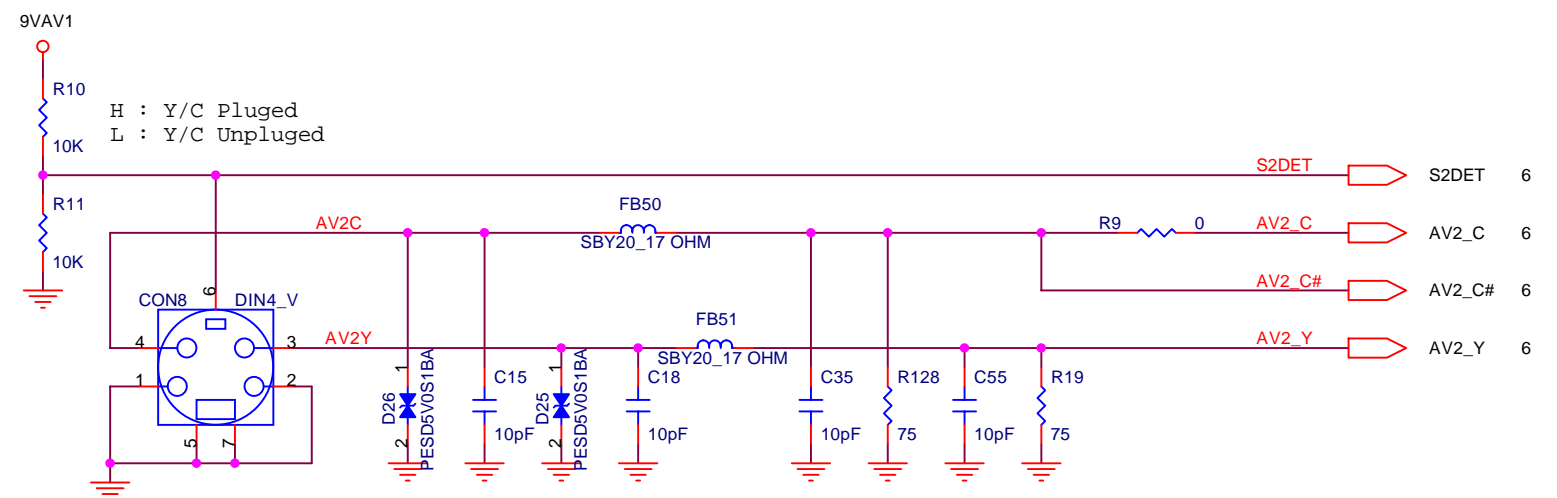 9VAV1
R10
10K
H : Y/C Pluged
L : Y/C Unpluged
S2DET
S2DET 6
R11
10K
AV2C
FB50
SBY20_17 OHM
R9 0
AV2_C
AV2_C 6
AV2_C#
AV2_C# 6
CON8
6
DIN4_V
4
3
AV2Y
FB51
SBY20_17 OHM
AV2_Y
AV2_Y 6
1
2
5
7
1
D26
2
PESD5V0S1BA
C15
10pF
1
D25
2
PESD5V0S1BA
C18
10pF
C35
10pF
R128
75
C55
10pF
R19
75